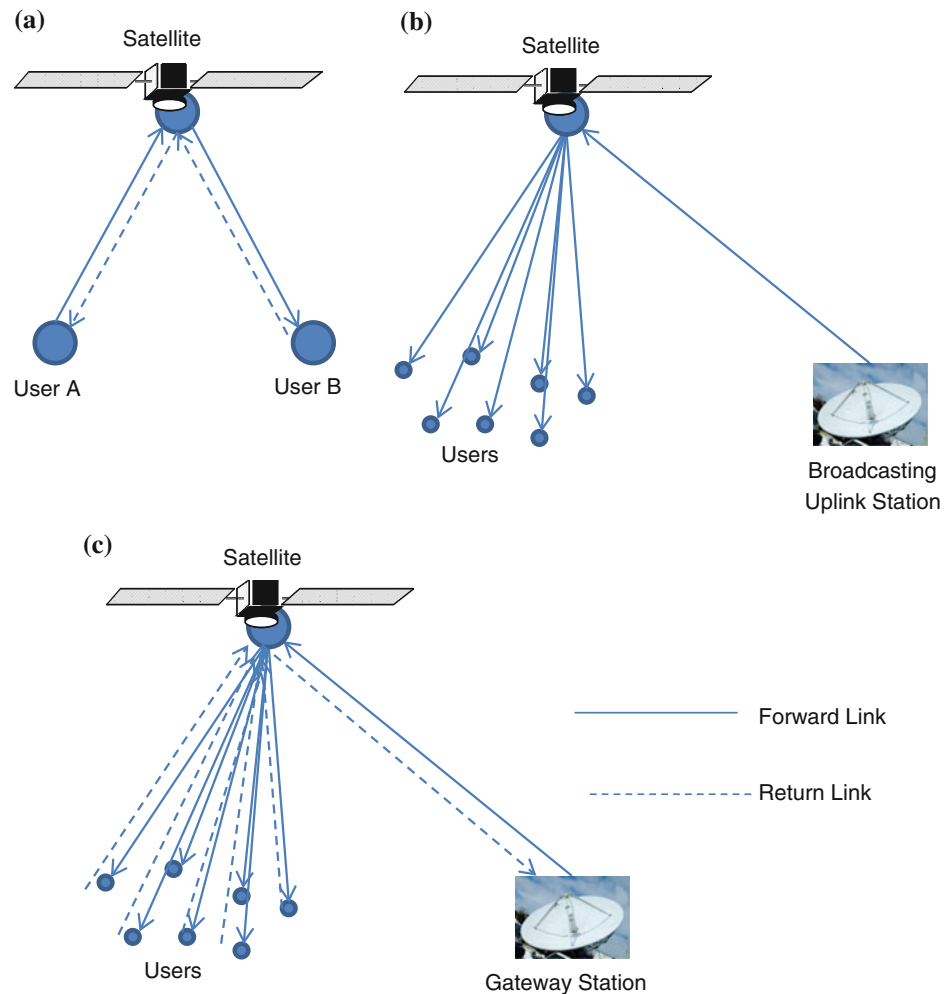 (a)
Satellite
User A
User B
(b)
Satellite
Users
Broadcasting
Uplink Station
(c)
Satellite
Forward Link
Return Link
Users
Gateway Station